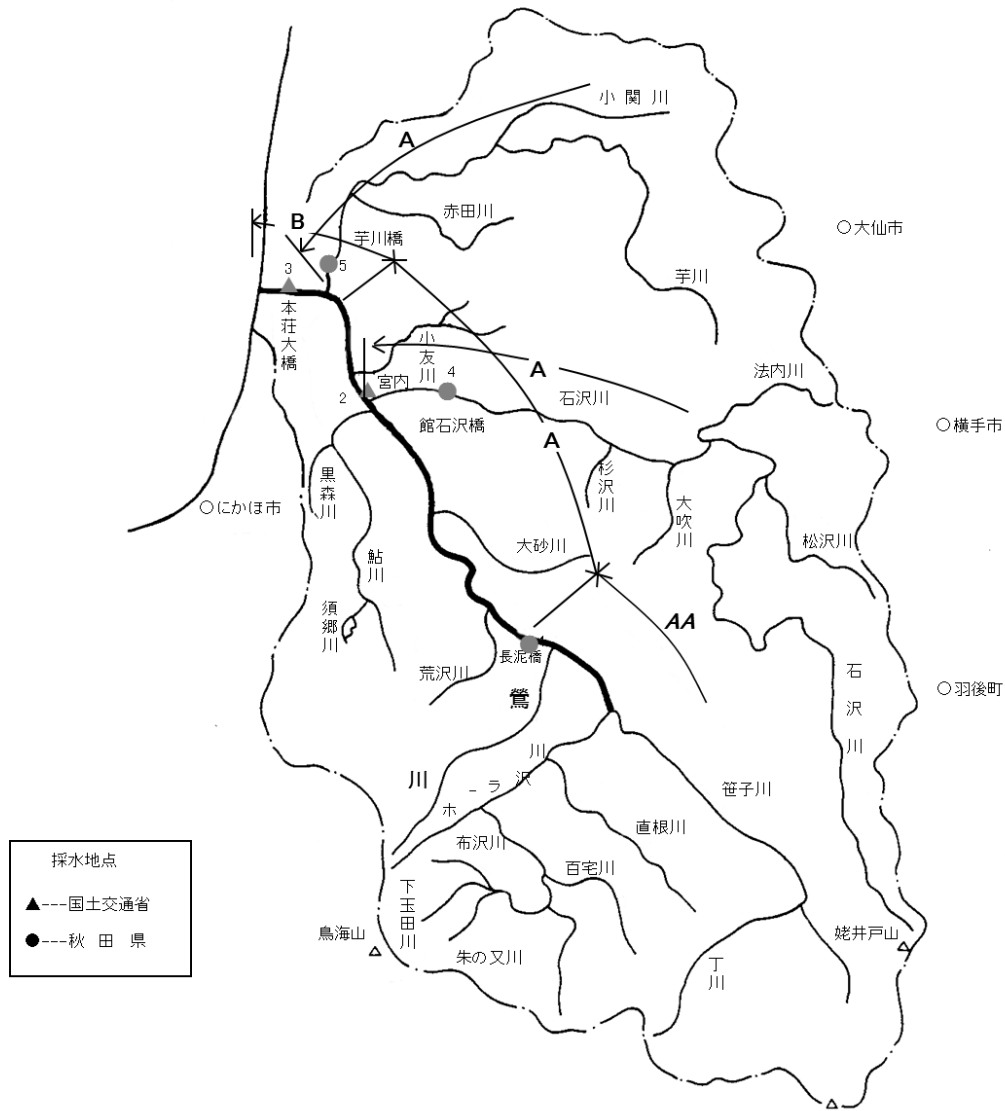 小関川
A
赤田川
B
芋川橋
大仙市
3
5
芋川
本荘大橋
小友川
A
法内川
宮内
4
石沢川
2
館石沢橋
A
横手市
黒森川
杉沢川
にかほ市
大吹川
大砂川
松沢川
鮎川
須郷川
AA
長泥橋
荒沢川
石沢川
羽後町
鶯川
ホーラ沢川
笹子川
直根川
布沢川
百宅川
採水地点
▲---国土交通省
●---秋田県
下玉田川
鳥海山
朱の又川
丁川
姥井戸山